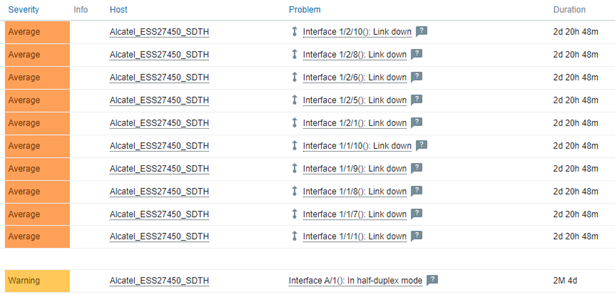 Severity Info Host Problem Duration
Average Alcatel_ESS27450_SDTH Interface 1/2/10(): Link down ? 2d 20h 48m
Average Alcatel_ESS27450_SDTH Interface 1/2/8(): Link down ? 2d 20h 48m
Average Alcatel_ESS27450_SDTH Interface 1/2/6(): Link down ? 2d 20h 48m
Average Alcatel_ESS27450_SDTH Interface 1/2/5(): Link down ? 2d 20h 48m
Average Alcatel_ESS27450_SDTH Interface 1/2/1(): Link down ? 2d 20h 48m
Average Alcatel_ESS27450_SDTH Interface 1/1/10(): Link down ? 2d 20h 48m
Average Alcatel_ESS27450_SDTH Interface 1/1/9(): Link down ? 2d 20h 48m
Average Alcatel_ESS27450_SDTH Interface 1/1/8(): Link down ? 2d 20h 48m
Average Alcatel_ESS27450_SDTH Interface 1/1/7(): Link down ? 2d 20h 48m
Average Alcatel_ESS27450_SDTH Interface 1/1/1(): Link down ? 2d 20h 48m
Warning Alcatel_ESS27450_SDTH Interface A/1(): In half-duplex mode ? 2M 4d